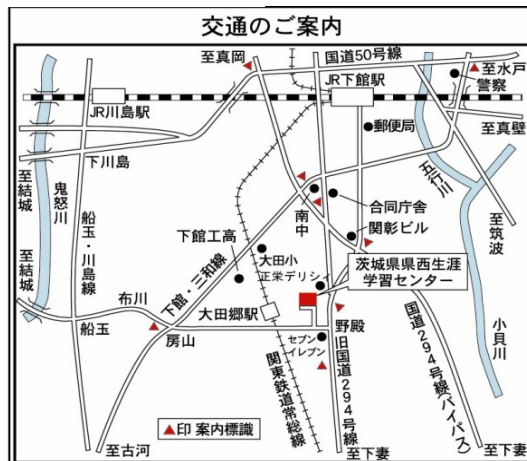 交通のご案内
至真岡
国道50号線
至水戸
警察
JR川島駅
JR下館駅
郵便局
至真壁
下川島
五行川
至結城
鬼怒川
船玉・川島線
南中
合同庁舎
関彰ビル
至筑波
下館・三和線
下館工高
大田小
正栄デリシィ
茨城県県西生涯
学習センター
至結城
布川
大田郷駅
船玉
房山
野殿
小貝川
セブン
イレブン
関東鉄道常総線
旧国道294号線
国道294号線(バイパス)
▲印 案内標識
至古河
至下妻
至下妻